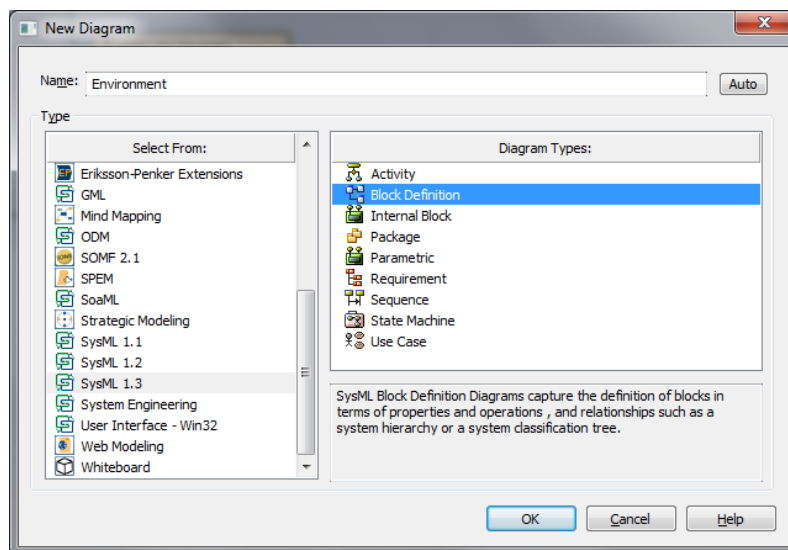 New Diagram
Name: Environment Auto
Type
Select From:
Eriksson-Penker Extensions
GML
Mind Mapping
ODM
SOMF 2.1
SPEM
SoaML
Strategic Modeling
SysML 1.1
SysML 1.2
SysML 1.3
System Engineering
User Interface - Win32
Web Modeling
Whiteboard
Diagram Types:
Activity
Block Definition
Internal Block
Package
Parametric
Requirement
Sequence
State Machine
Use Case
SysML Block Definition Diagrams capture the definition of blocks in
terms of properties and operations , and relationships such as a
system hierarchy or a system classification tree.
OK Cancel Help